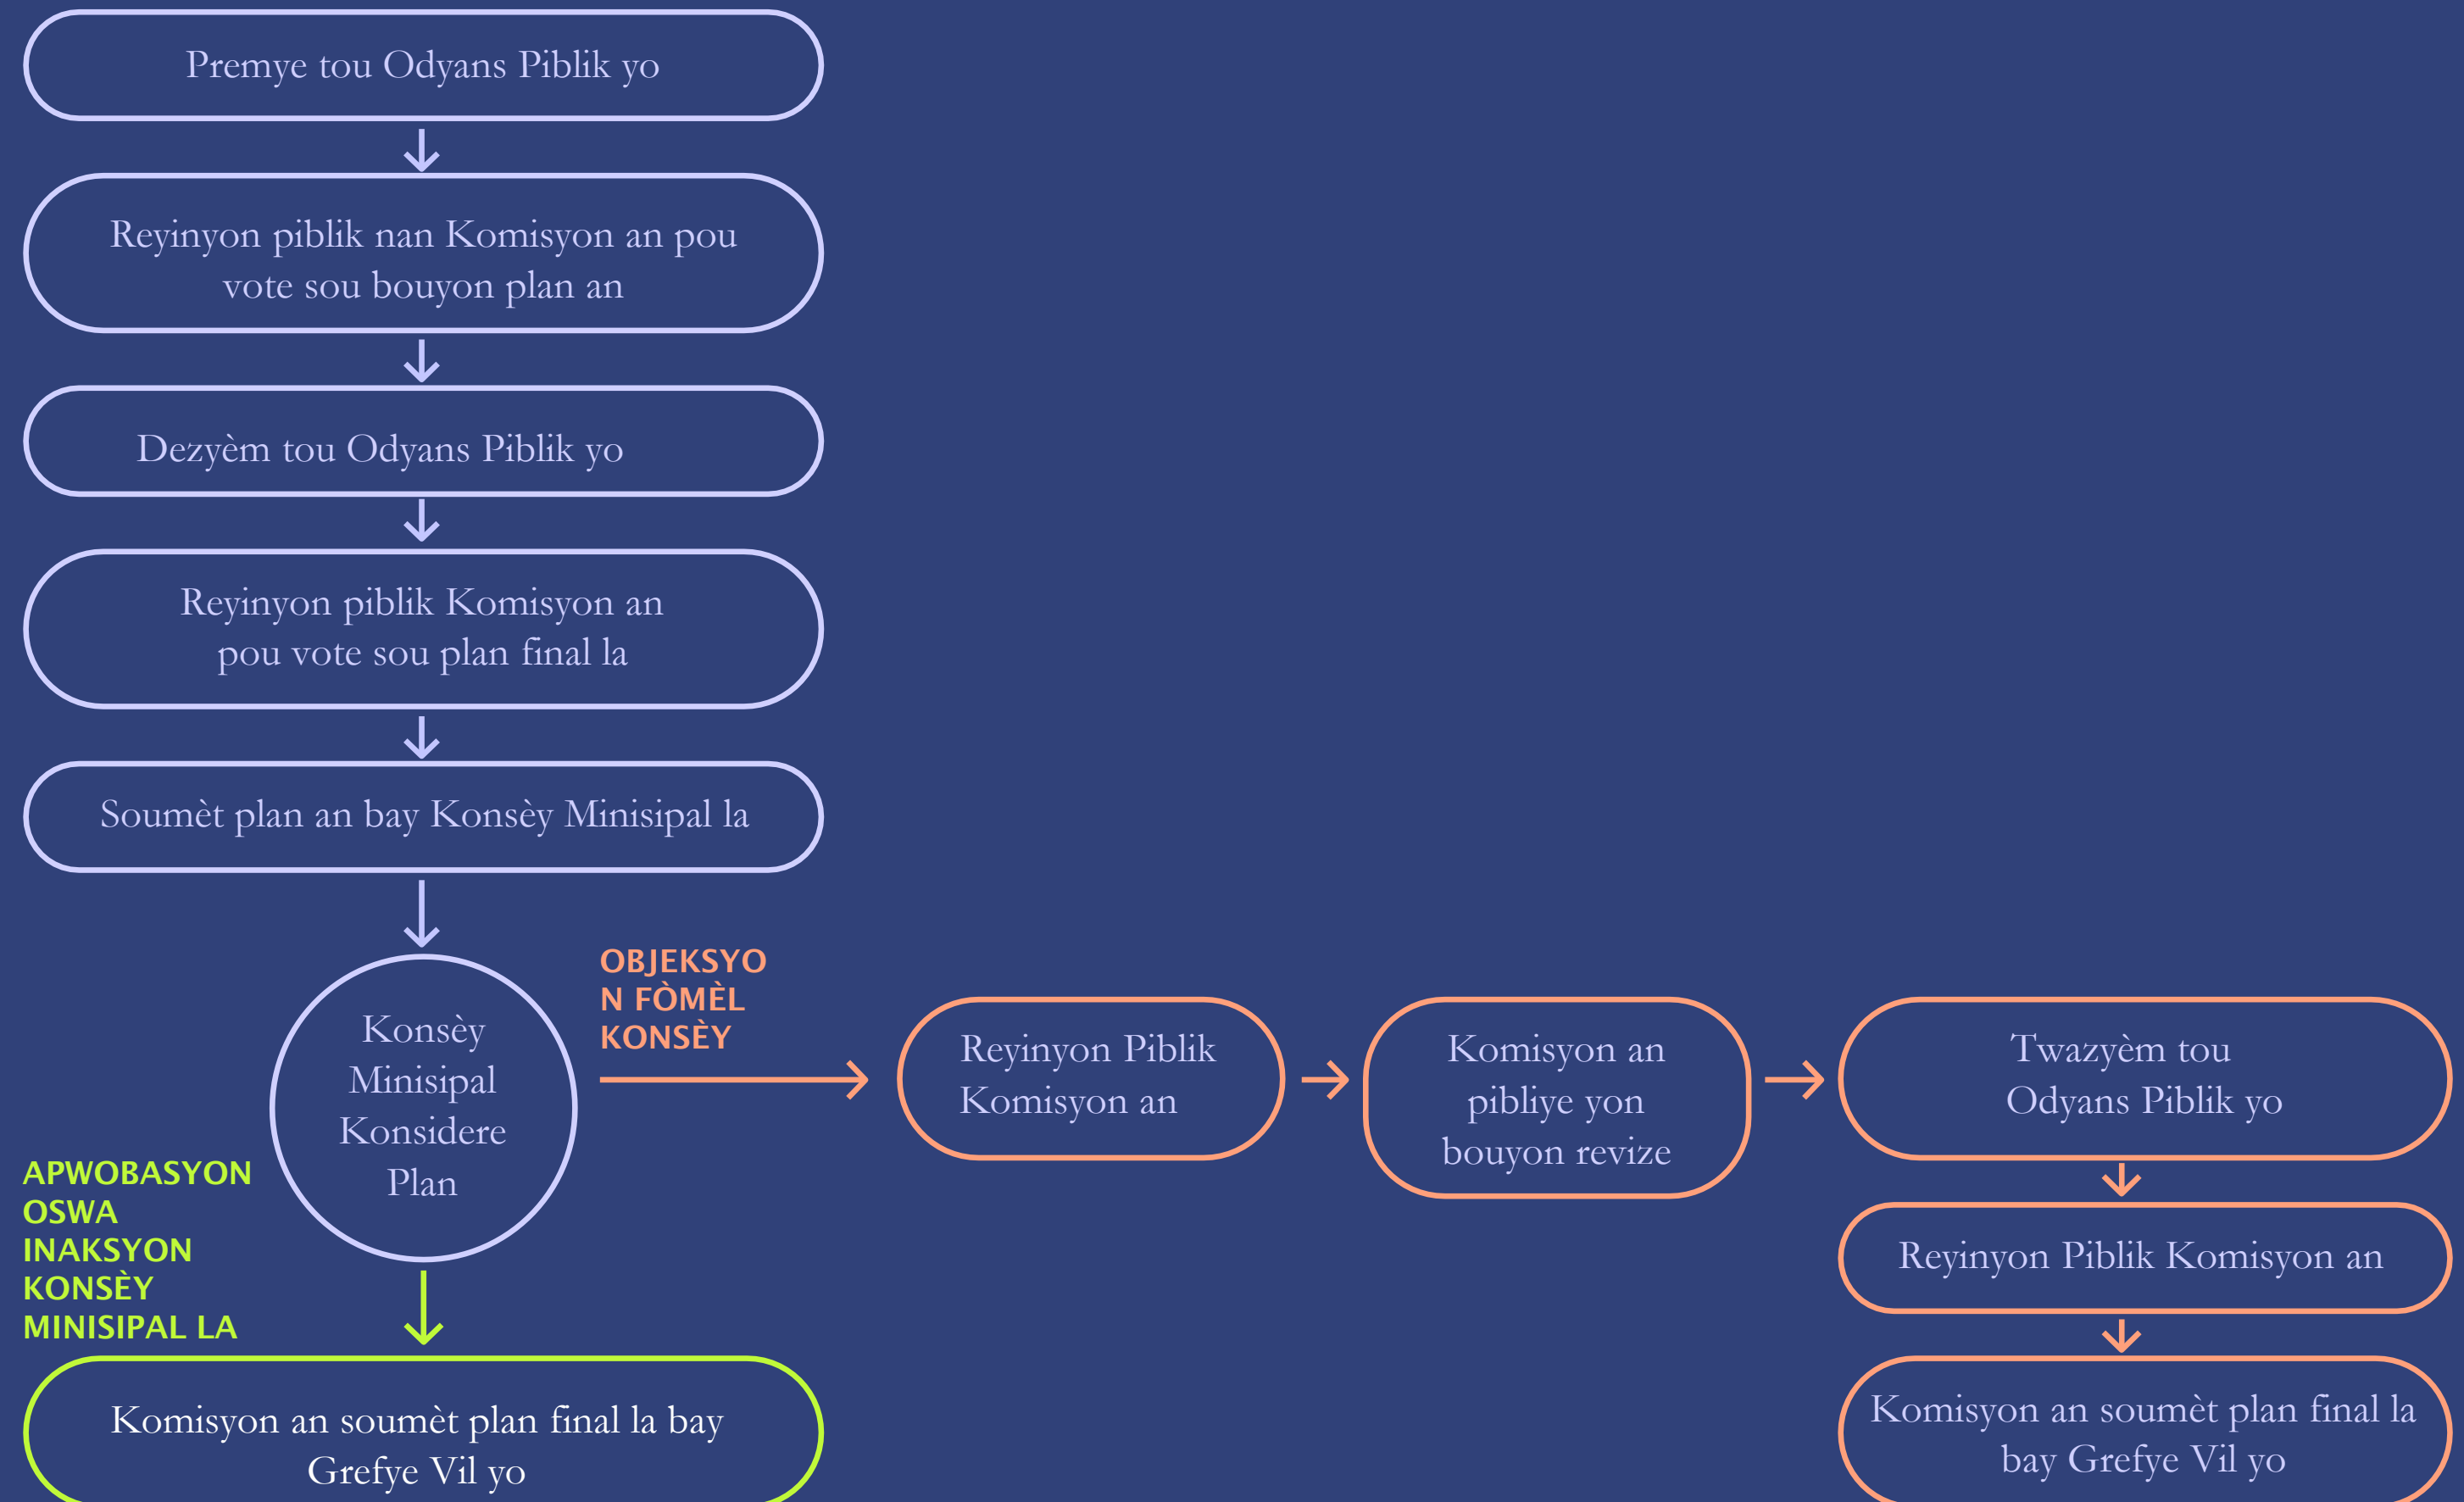 Premye tou Odyans Piblik yo
Reyinyon piblik nan Komisyon an pou
vote sou bouyon plan an
Dezyèm tou Odyans Piblik yo
Reyinyon piblik Komisyon an
pou vote sou plan final la
Soumèt plan an bay Konsèy Minisipal la
Konsèy
Minisipal
Konsidere
Plan
OBJEKSYO
N FÒMÈL
KONSÈY
Reyinyon Piblik
Komisyon an
Komisyon an
pibliye yon
bouyon revize
Twazyèm tou
Odyans Piblik yo
Reyinyon Piblik Komisyon an
Komisyon an soumèt plan final la
bay Grefye Vil yo
APWOBASYON
OSWA
INAKSYON
KONSÈY
MINISIPAL LA
Komisyon an soumèt plan final la bay
Grefye Vil yo